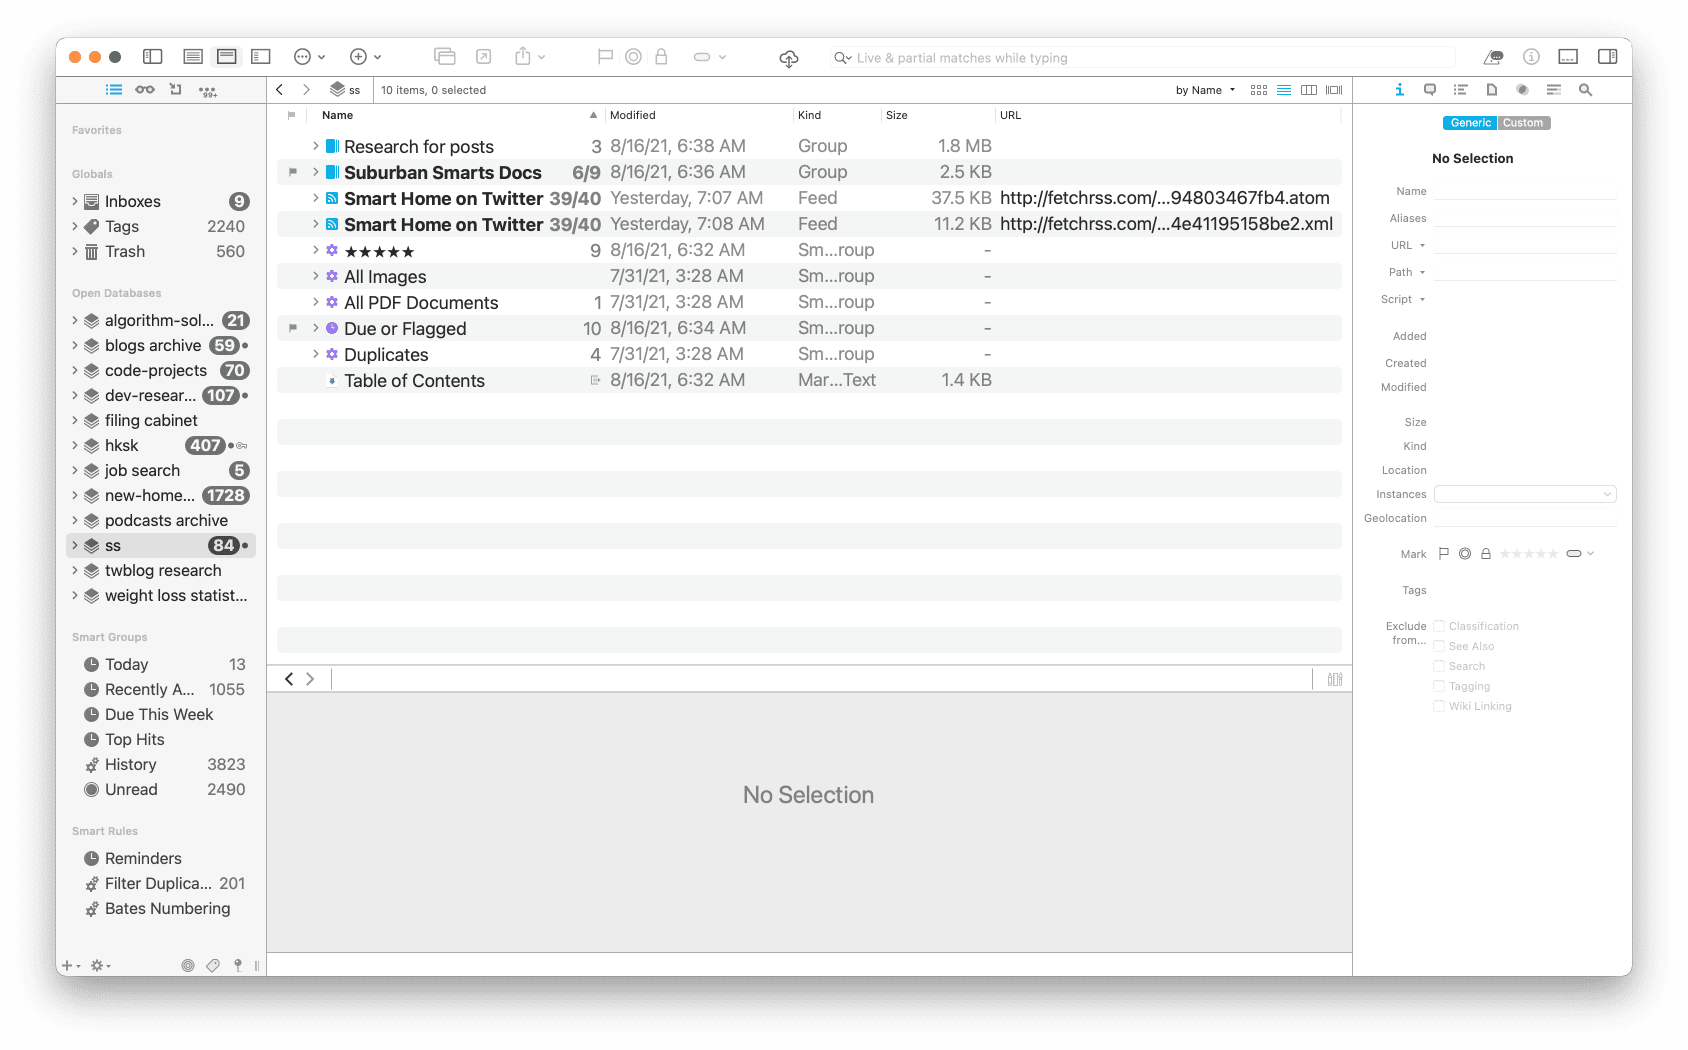 Live & partial matches while typing
99+
ss
10 items, 0 selected
by Name
Name Modified Kind Size URL
Research for posts 3 8/16/21, 6:38 AM Group 1.8 MB
Suburban Smarts Docs 6/9 8/16/21, 6:36 AM Group 2.5 KB
Smart Home on Twitter 39/40 Yesterday, 7:07 AM Feed 37.5 KB http://fetchrss.com/...94803467fb4.atom
Smart Home on Twitter 39/40 Yesterday, 7:08 AM Feed 11.2 KB http://fetchrss.com/...4e41195158be2.xml
★★★★★ 9 8/16/21, 6:32 AM Sm...roup -
All Images 7/31/21, 3:28 AM Sm...roup -
All PDF Documents 1 7/31/21, 3:28 AM Sm...roup -
Due or Flagged 10 8/16/21, 6:34 AM Sm...roup -
Duplicates 4 7/31/21, 3:28 AM Sm...roup -
Table of Contents 8/16/21, 6:32 AM Mar...Text 1.4 KB
No Selection
Favorites
Globals
Inboxes 9
Tags 2240
Trash 560
Open Databases
algorithm-sol... 21
blogs archive 59
code-projects 70
dev-resear... 107
filing cabinet
hksk 407
job search 5
new-home... 1728
podcasts archive
ss 84
twblog research
weight loss statist...
Smart Groups
Today 13
Recently A... 1055
Due This Week
Top Hits
History 3823
Unread 2490
Smart Rules
Reminders
Filter Duplica... 201
Bates Numbering
Generic Custom
No Selection
Name
Aliases
URL
Path
Script
Added
Created
Modified
Size
Kind
Location
Instances
Geolocation
Mark
Tags
Exclude from...
Classification
See Also
Search
Tagging
Wiki Linking